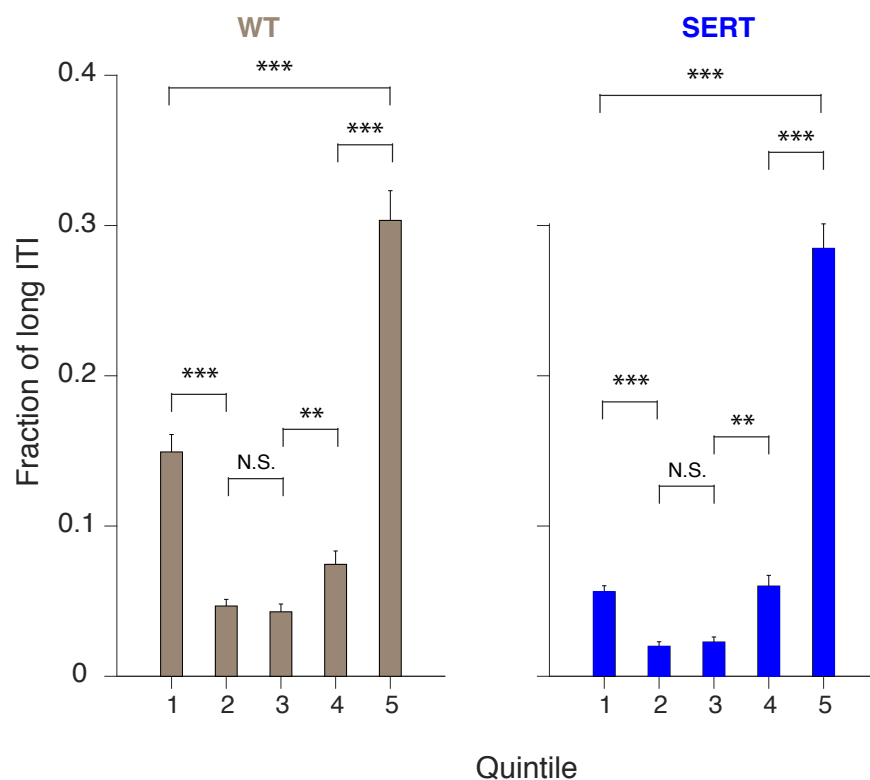 WT
SERT
0.4
0.3
0.2
0.1
0
Fraction of long ITI
***
***
***
**
N.S.
1 2 3 4 5
***
***
***
**
N.S.
1 2 3 4 5
Quintile